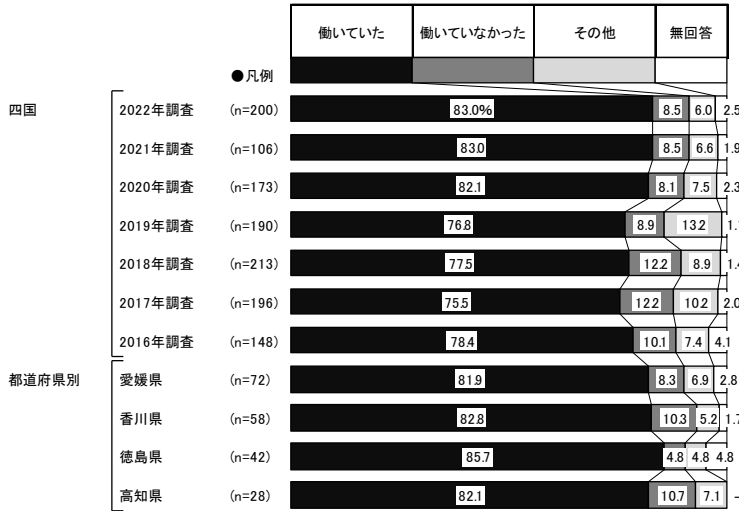 働いていた 働いていなかった その他 無回答
●凡例
四国 2022年調査 (n=200) 83.0% 8.5 6.0 2.5
2021年調査 (n=106) 83.0 8.5 6.6 1.9
2020年調査 (n=173) 82.1 8.1 7.5 2.3
2019年調査 (n=190) 76.8 8.9 13.2
2018年調査 (n=213) 77.5 12.2 8.9
2017年調査 (n=196) 75.5 12.2 10.2 2.0
2016年調査 (n=148) 78.4 10.1 7.4 4.1
都道府県別 愛媛県 (n=72) 81.9 8.3 6.9 2.8
香川県 (n=58) 82.8 10.3 5.2 1.7
徳島県 (n=42) 85.7 4.8 4.8 4.8
高知県 (n=28) 82.1 10.7 7.1 -